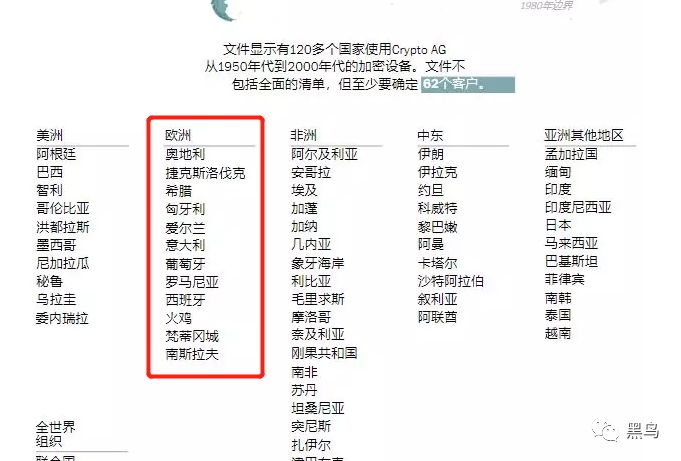 1980年边界
文件显示有120多个国家使用Crypto AG
从1950年代到2000年代的加密设备。文件不
包括全面的清单，但至少要确定 62个客户。
美洲
阿根廷
巴西
智利
哥伦比亚
洪都拉斯
墨西哥
尼加拉瓜
秘鲁
乌拉圭
委内瑞拉
欧洲
奥地利
捷克斯洛伐克
希腊
匈牙利
爱尔兰
意大利
葡萄牙
罗马尼亚
西班牙
火鸡
梵蒂冈城
南斯拉夫
非洲
阿尔及利亚
安哥拉
埃及
加蓬
加纳
几内亚
象牙海岸
利比亚
毛里求斯
摩洛哥
奈及利亚
刚果共和国
南非
苏丹
坦桑尼亚
突尼斯
扎伊尔
中东
伊朗
伊拉克
约旦
科威特
黎巴嫩
阿曼
卡塔尔
沙特阿拉伯
叙利亚
阿联酋
亚洲其他地区
孟加拉国
缅甸
印度
印度尼西亚
日本
马来西亚
巴基斯坦
菲律宾
南韩
泰国
越南
全世界
组织
黑鸟